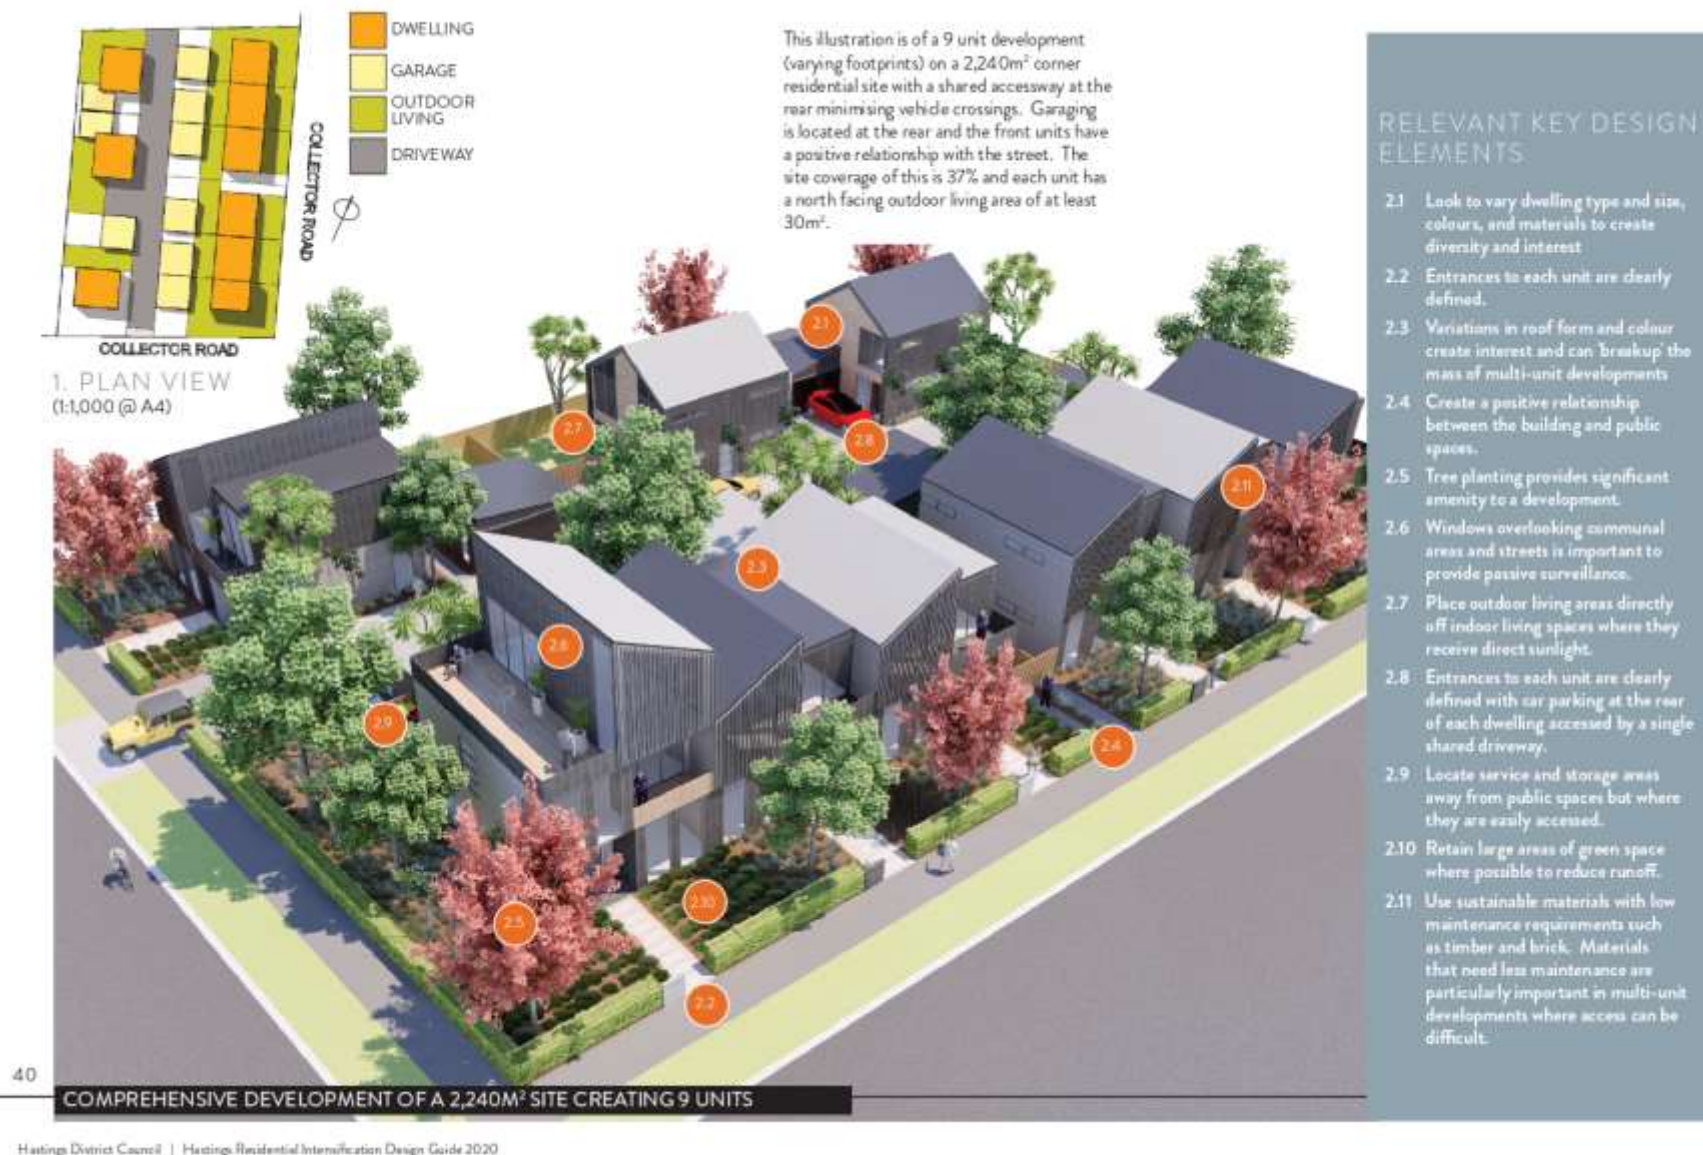 DWELLING
GARAGE
OUTDOOR
LIVING
DRIVEWAY
COLLECTOR ROAD
COLLECTOR ROAD
1. PLAN VIEW
(1:1,000 @ A4)
This illustration is of a 9 unit development
(varying footprints) on a 2,240m² corner
residential site with a shared accessway at the
rear minimising vehicle crossings. Garaging
is located at the rear and the front units have
a positive relationship with the street. The
site coverage of this is 37% and each unit has
a north facing outdoor living area of at least
30m².
2.1
2.7
2.8
2.11
2.3
2.6
2.9
2.4
2.10
2.5
2.2
RELEVANT KEY DESIGN
ELEMENTS
2.1 Look to vary dwelling type and size,
colours, and materials to create
diversity and interest
2.2 Entrances to each unit are clearly
defined.
2.3 Variations in roof form and colour
create interest and can 'breakup' the
mass of multi-unit developments
2.4 Create a positive relationship
between the building and public
spaces.
2.5 Tree planting provides significant
amenity to a development.
2.6 Windows overlooking communal
areas and streets is important to
provide passive surveillance.
2.7 Place outdoor living areas directly
off indoor living spaces where they
receive direct sunlight.
2.8 Entrances to each unit are clearly
defined with car parking at the rear
of each dwelling accessed by a single
shared driveway.
2.9 Locate service and storage areas
away from public spaces but where
they are easily accessed.
2.10 Retain large areas of green space
where possible to reduce runoff.
2.11 Use sustainable materials with low
maintenance requirements such
as timber and brick. Materials
that need less maintenance are
particularly important in multi-unit
developments where access can be
difficult.
40
COMPREHENSIVE DEVELOPMENT OF A 2,240M² SITE CREATING 9 UNITS
Hastings District Council | Hastings Residential Intensification Design Guide 2020